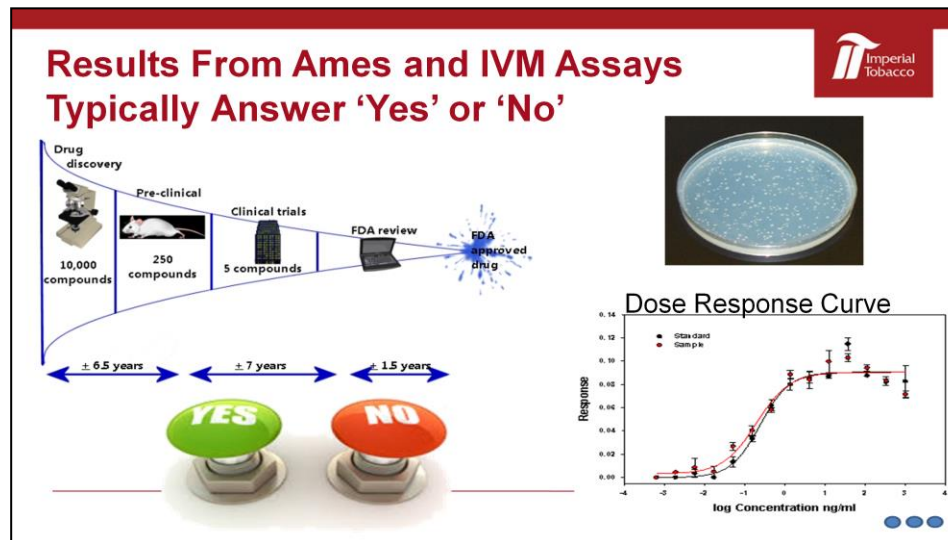 Results From Ames and IVM Assays
Typically Answer ‘Yes’ or ‘No’
Imperial
Tobacco
Drug
discovery
10,000
compounds
Pre-clinical
250
compounds
Clinical trials
5 compounds
FDA review
FDA
approved
drug
± 6.5 years
± 7 years
± 1.5 years
YES
NO
Dose Response Curve
0.14
0.12
0.10
0.08
0.06
0.04
0.02
0.00
Response
Standard
Sample
-4 -3 -2 -1 0 1 2 3 4
log Concentration ng/ml